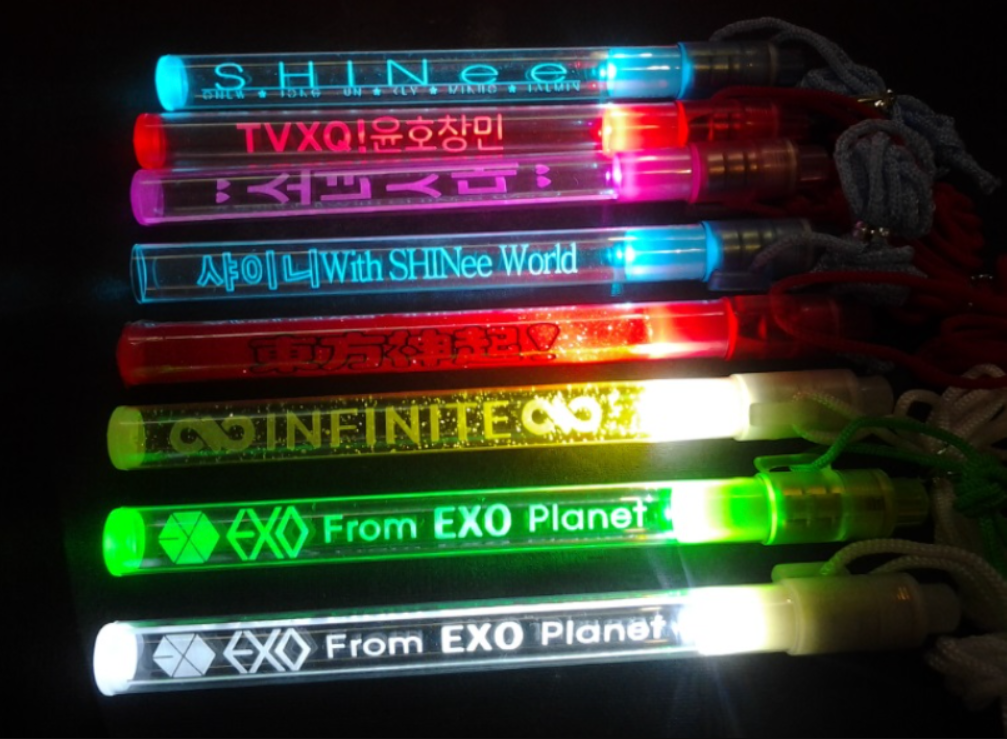 SHINee
TVXQ!윤호창민
샤이니With SHINee World
東方神起!
INFINITE
EXO From EXO Planet
EXO From EXO Planet